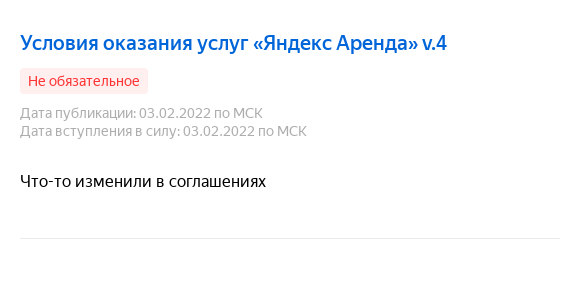 Условия оказания услуг «Яндекс Аренда» v.4
Не обязательное
Дата публикации: 03.02.2022 по МСК
Дата вступления в силу: 03.02.2022 по МСК
Что-то изменили в соглашениях